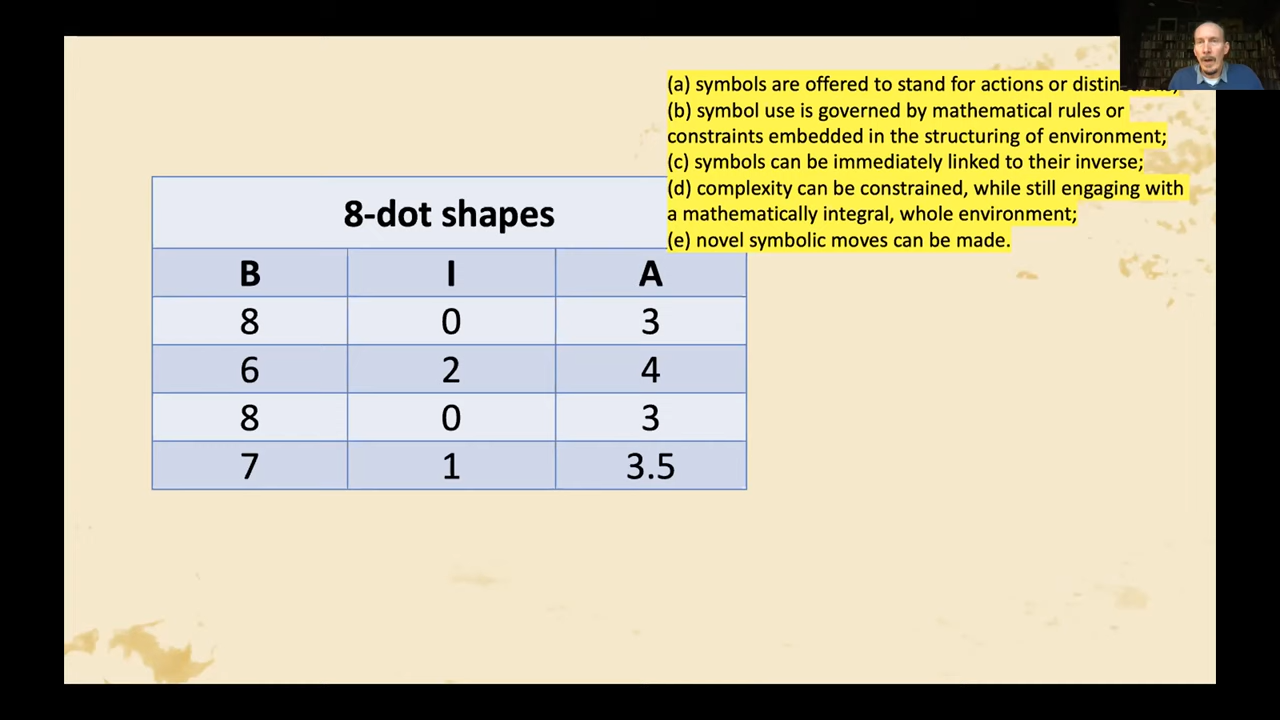 (a) symbols are offered to stand for actions or
(b) symbol use is governed by mathematical rules or
constraints embedded in the structuring of environment;
(c) symbols can be immediately linked to their inverse;
(d) complexity can be constrained, while still engaging with
a mathematically integral, whole environment;
(e) novel symbolic moves can be made.
8-dot shapes
B I A
8 0 3
6 2 4
8 0 3
7 1 3.5